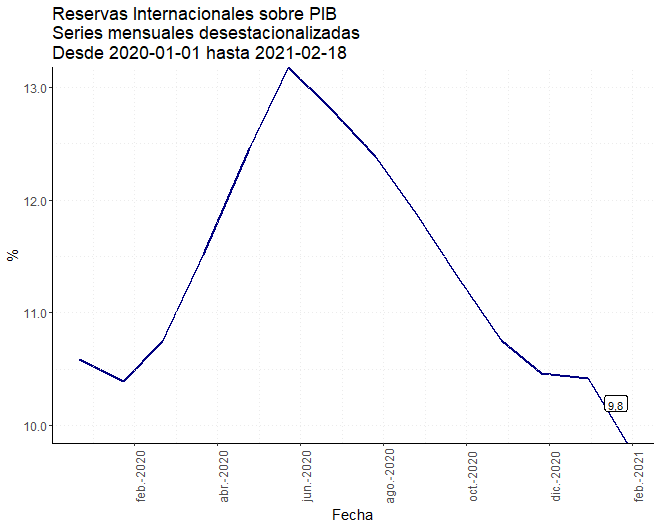 Reservas Internacionales sobre PIB
Series mensuales desestacionalizadas
Desde 2020-01-01 hasta 2021-02-18
13.0
12.0
11.0
10.0
%
9.8
feb.-2020
abr.-2020
jun.-2020
ago.-2020
oct.-2020
dic.-2020
feb.-2021
Fecha